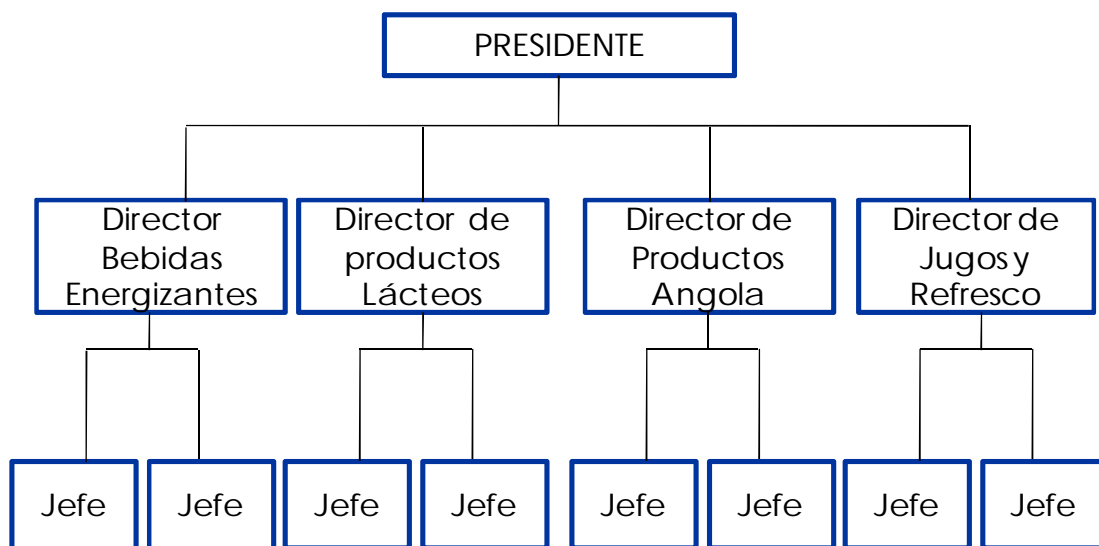 PRESIDENTE
Director
Bebidas
Energizantes
Director de
productos
Lácteos
Director de
Productos
Angola
Director de
Jugos y
Refresco
Jefe
Jefe
Jefe
Jefe
Jefe
Jefe
Jefe
Jefe